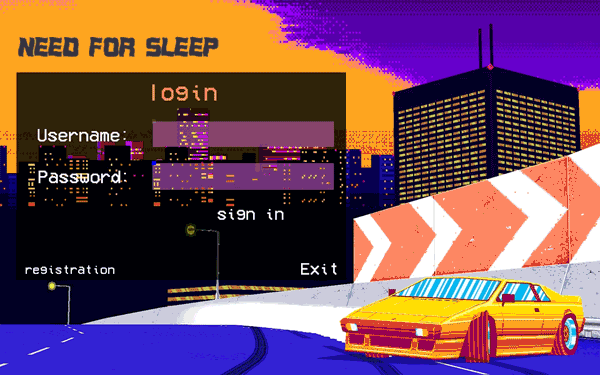 NEED FOR SLEEP
login
Username:
Password:
sign in
registration
Exit